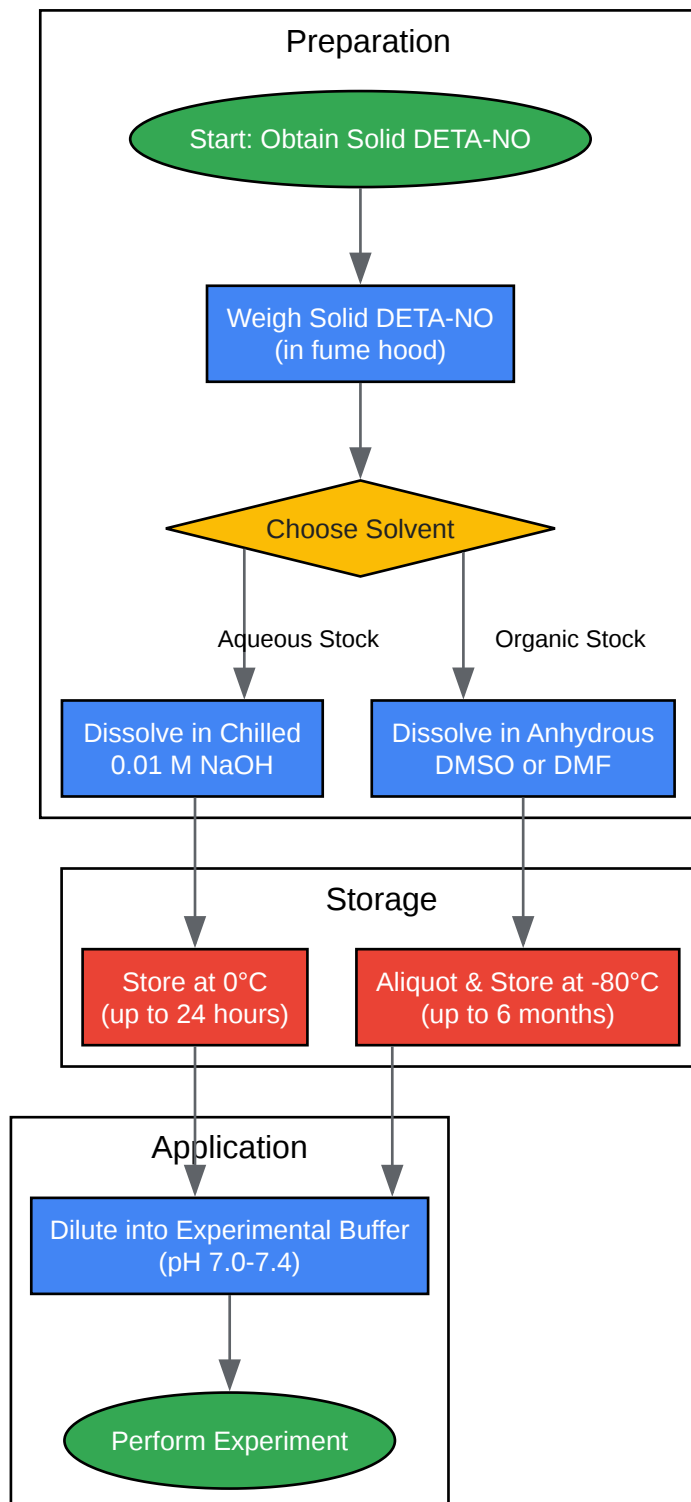 Preparation
Start: Obtain Solid DETA-NO
Weigh Solid DETA-NO
(in fume hood)
Choose Solvent
Aqueous Stock
Organic Stock
Dissolve in Chilled
0.01 M NaOH
Dissolve in Anhydrous
DMSO or DMF
Storage
Store at 0°C
(up to 24 hours)
Aliquot & Store at -80°C
(up to 6 months)
Application
Dilute into Experimental Buffer
(pH 7.0-7.4)
Perform Experiment